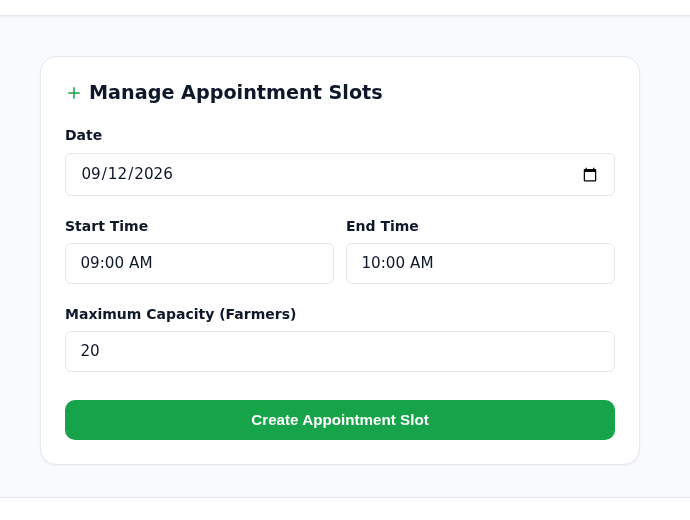 + Manage Appointment Slots
Date
09/12/2026
Start Time
End Time
09:00 AM
10:00 AM
Maximum Capacity (Farmers)
20
Create Appointment Slot